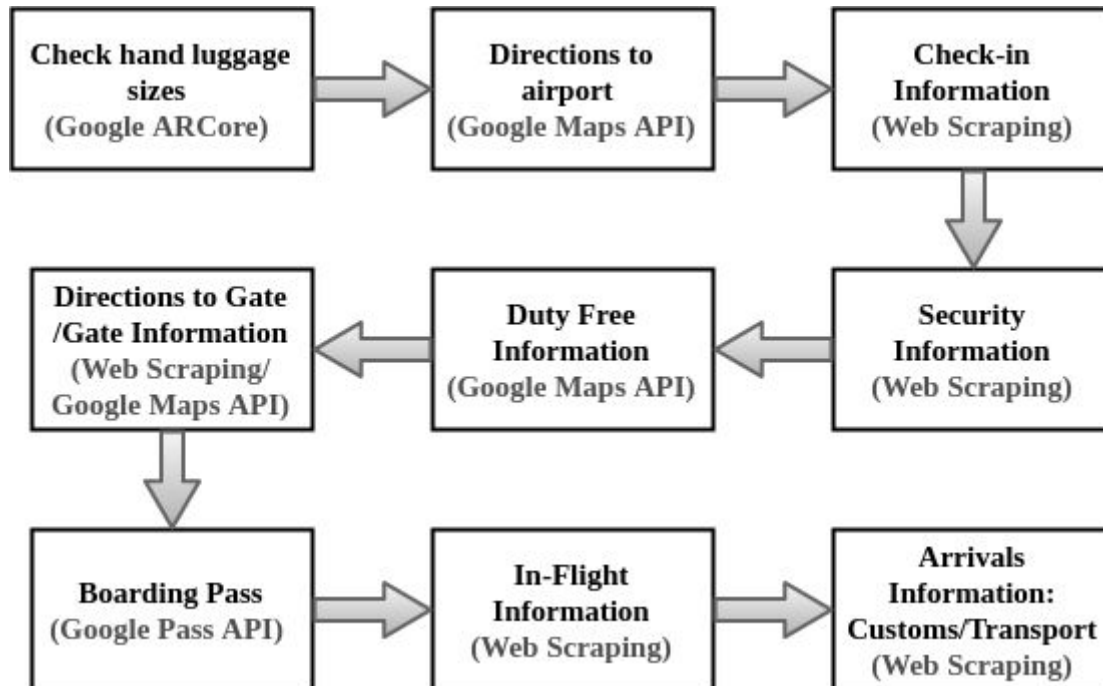 Check hand luggage
sizes
(Google ARCore)
Directions to
airport
(Google Maps API)
Check-in
Information
(Web Scraping)
Directions to Gate
/Gate Information
(Web Scraping/
Google Maps API)
Duty Free
Information
(Google Maps API)
Security
Information
(Web Scraping)
Boarding Pass
(Google Pass API)
In-Flight
Information
(Web Scraping)
Arrivals
Information:
Customs/Transport
(Web Scraping)